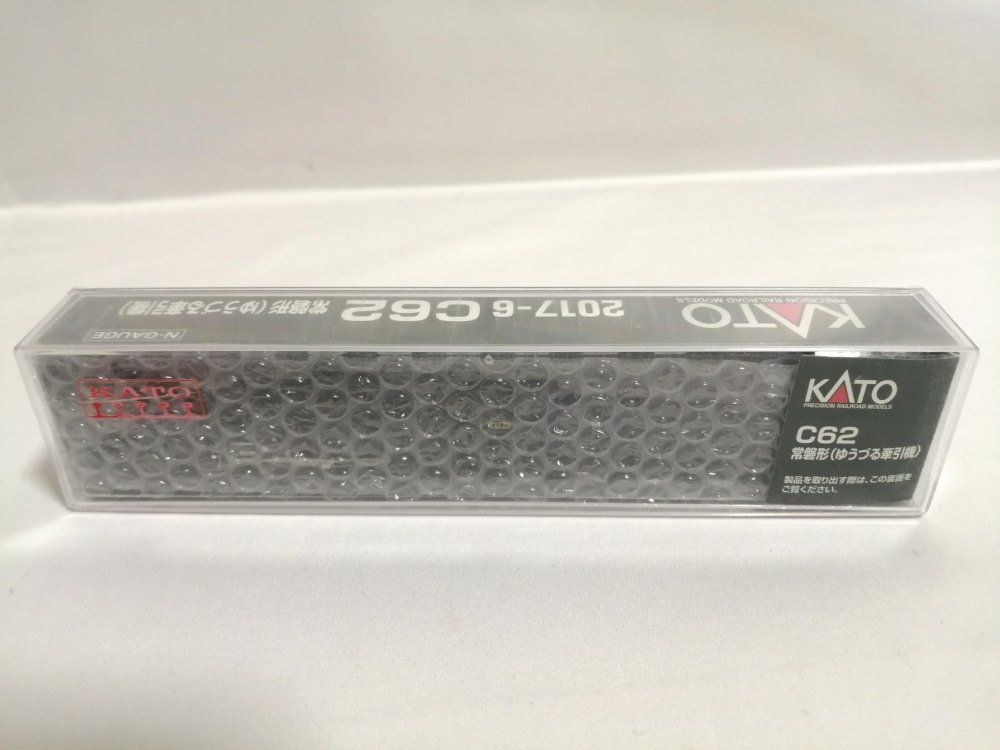 KATO
PRECISION RAILROAD MODELS
2017-6 C62
常磐形(ゆうづる牽引機)
N-GAUGE
KATO
KATO
PRECISION RAILROAD MODELS
C62
常磐形(ゆうづる牽引機)
製品を取り出す際は、この裏面を
ご覧ください。